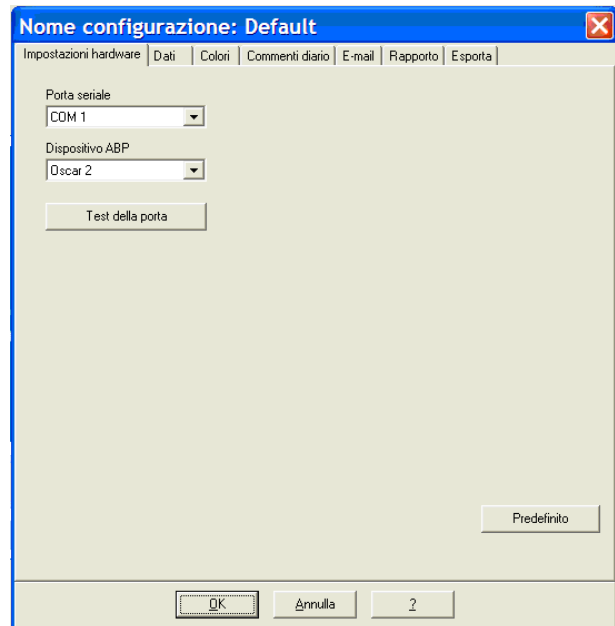 Nome configurazione: Default
Impostazioni hardware Dati Colori Commenti diario E-mail Rapporto Esporta
Porta seriale
COM 1
Dispositivo ABP
Oscar 2
Test della porta
Predefinito
OK Annulla ?